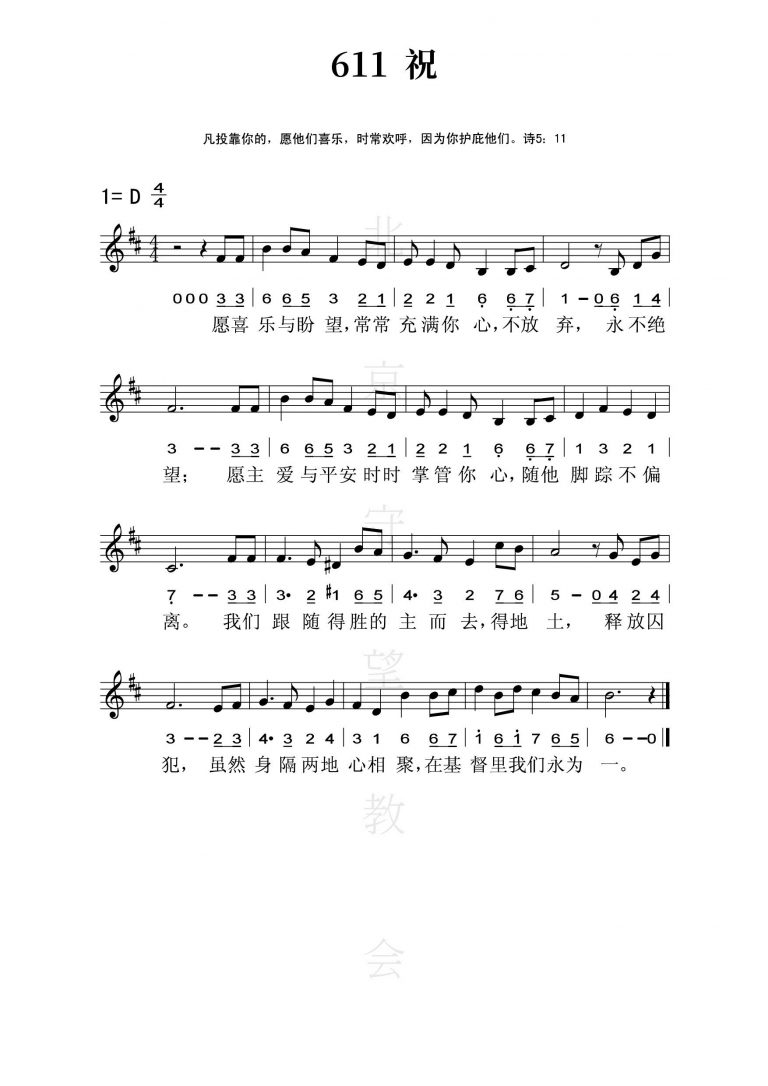 611 祝
凡投靠你的，愿他们喜乐，时常欢呼，因为你护庇他们。诗5：11
1= D 4/4
000 3 3 | 6 6 5 3 2 1 | 2 2 1 6 6 7 | 1 - 0 6 1 4
愿喜 乐与盼 望，常常 充满你 心，不放 弃， 永不绝
3 - - 3 3 | 6 6 5 3 2 1 | 2 2 1 6 6 7 | 1 3 2 1
望； 愿主 爱与平安时时 掌管你 心，随他 脚踪不偏
7 - - 3 3 | 3· 2 #1 6 5 | 4· 3 2 7 6 | 5 - 0 4 2 4
离。 我们 跟随得胜的 主而去，得地 土， 释放囚
3 - - 2 3 | 4· 3 2 4 | 3 1 6 6 7 | 1 6 1 7 6 5 | 6 - - 0 ‖
犯， 虽然 身隔两地 心相聚，在基 督里我们永为 一。
北京守望教会